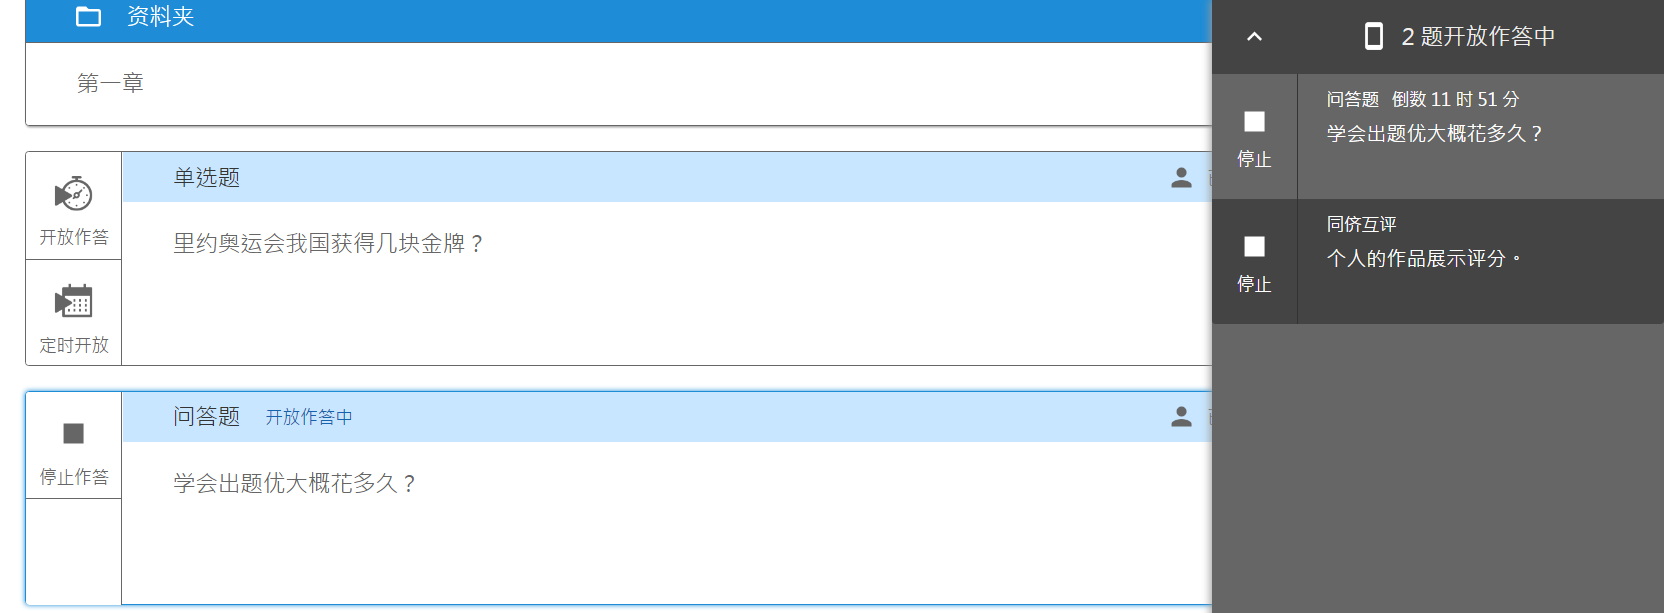 资料夹
第一章
单选题
开放作答
里约奥运会我国获得几块金牌？
定时开放
问答题 开放作答中
停止作答
学会出题优大概花多久？
2 题开放作答中
问答题 倒数 11 时 51 分
学会出题优大概花多久？
停止
同侪互评
个人的作品展示评分。
停止